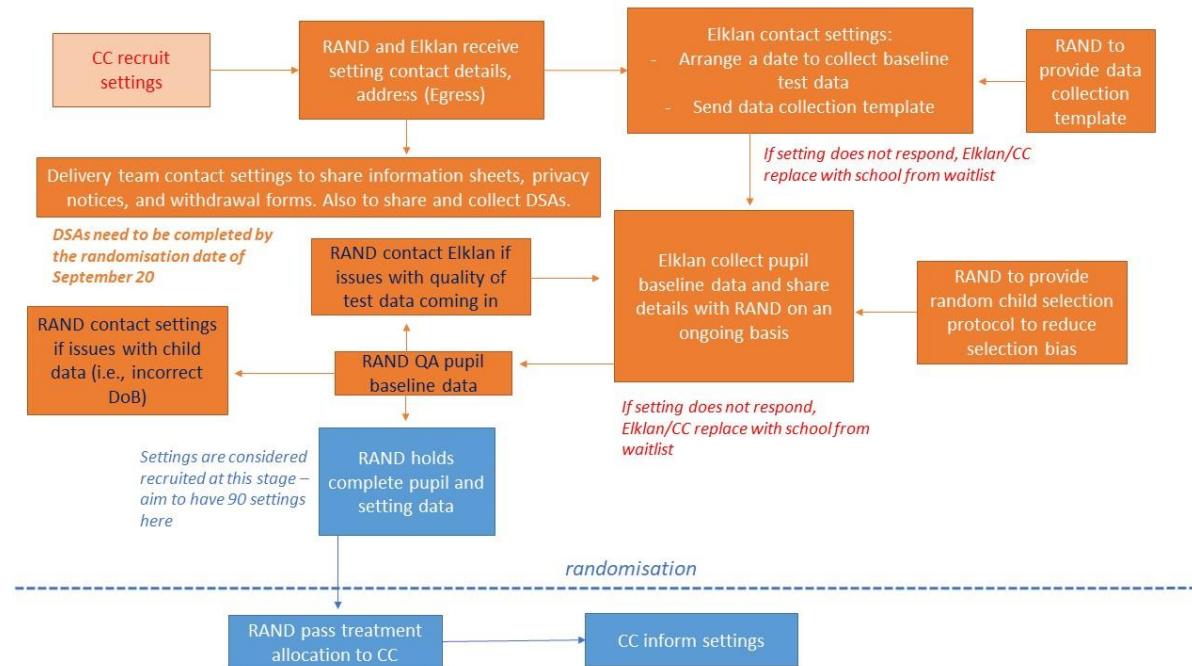 CC recruit
settings
RAND and Elklan receive
setting contact details,
address (Egress)
Elklan contact settings:
- Arrange a date to collect baseline
test data
- Send data collection template
RAND to
provide data
collection
template
If setting does not respond, Elklan/CC
replace with school from waitlist
Delivery team contact settings to share information sheets, privacy
notices, and withdrawal forms. Also to share and collect DSAs.
DSAs need to be completed by
the randomisation date of
September 20
RAND contact Elklan if
issues with quality of
test data coming in
Elklan collect pupil
baseline data and share
details with RAND on an
ongoing basis
RAND to provide
random child selection
protocol to reduce
selection bias
RAND contact settings
if issues with child
data (i.e., incorrect
DoB)
RAND QA pupil
baseline data
If setting does not respond,
Elklan/CC replace with school from
waitlist
Settings are considered
recruited at this stage –
aim to have 90 settings
here
RAND holds
complete pupil and
setting data
randomisation
RAND pass treatment
allocation to CC
CC inform settings